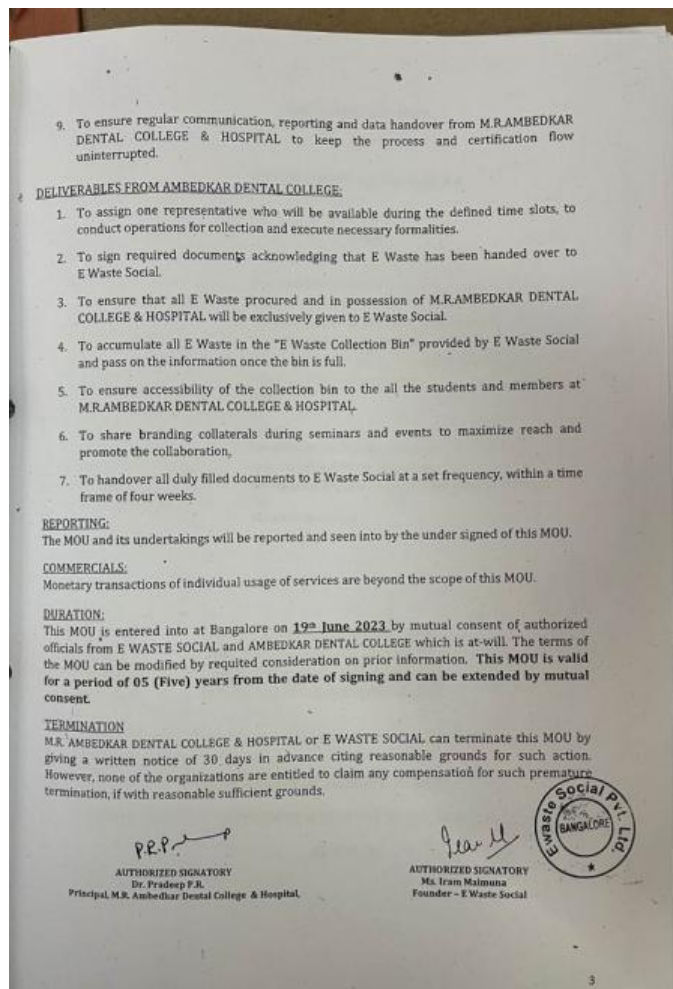 9. To ensure regular communication, reporting and data handover from M.R.AMBEDKAR
DENTAL COLLEGE & HOSPITAL to keep the process and certification flow
uninterrupted.
DELIVERABLES FROM AMBEDKAR DENTAL COLLEGE:
1. To assign one representative who will be available during the defined time slots, to
conduct operations for collection and execute necessary formalities.
2. To sign required documents acknowledging that E Waste has been handed over to
E Waste Social.
3. To ensure that all E Waste procured and in possession of M.R.AMBEDKAR DENTAL
COLLEGE & HOSPITAL will be exclusively given to E Waste Social.
4. To accumulate all E Waste in the "E Waste Collection Bin" provided by E Waste Social
and pass on the information once the bin is full.
5. To ensure accessibility of the collection bin to the all the students and members at
M.R.AMBEDKAR DENTAL COLLEGE & HOSPITAL.
6. To share branding collaterals during seminars and events to maximize reach and
promote the collaboration,
7. To handover all duly filled documents to E Waste Social at a set frequency, within a time
frame of four weeks.
REPORTING:
The MOU and its undertakings will be reported and seen into by the under signed of this MOU.
COMMERCIALS:
Monetary transactions of individual usage of services are beyond the scope of this MOU.
DURATION:
This MOU is entered into at Bangalore on 19th June 2023 by mutual consent of authorized
officials from E WASTE SOCIAL and AMBEDKAR DENTAL COLLEGE which is at-will. The terms of
the MOU can be modified by requited consideration on prior information. This MOU is valid
for a period of 05 (Five) years from the date of signing and can be extended by mutual
consent.
TERMINATION
M.R. AMBEDKAR DENTAL COLLEGE & HOSPITAL or E WASTE SOCIAL can terminate this MOU by
giving a written notice of 30 days in advance citing reasonable grounds for such action.
However, none of the organizations are entitled to claim any compensation for such premature
termination, if with reasonable sufficient grounds.
P.R.P
Ewaste Social Pvt. Ltd.
BANGALORE
AUTHORIZED SIGNATORY
Dr. Pradeep P.R.
Principal, M.R. Ambedkar Dental College & Hospital,
AUTHORIZED SIGNATORY
Ms. Iram Maimuna
Founder – E Waste Social
3